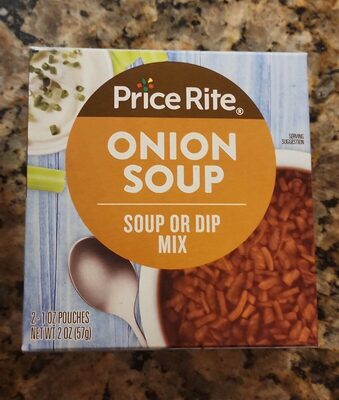 Price Rite®
ONION
SOUP
SOUP OR DIP
MIX
SERVING
SUGGESTION
2 - 1 OZ POUCHES
NET WT 2 OZ (57g)